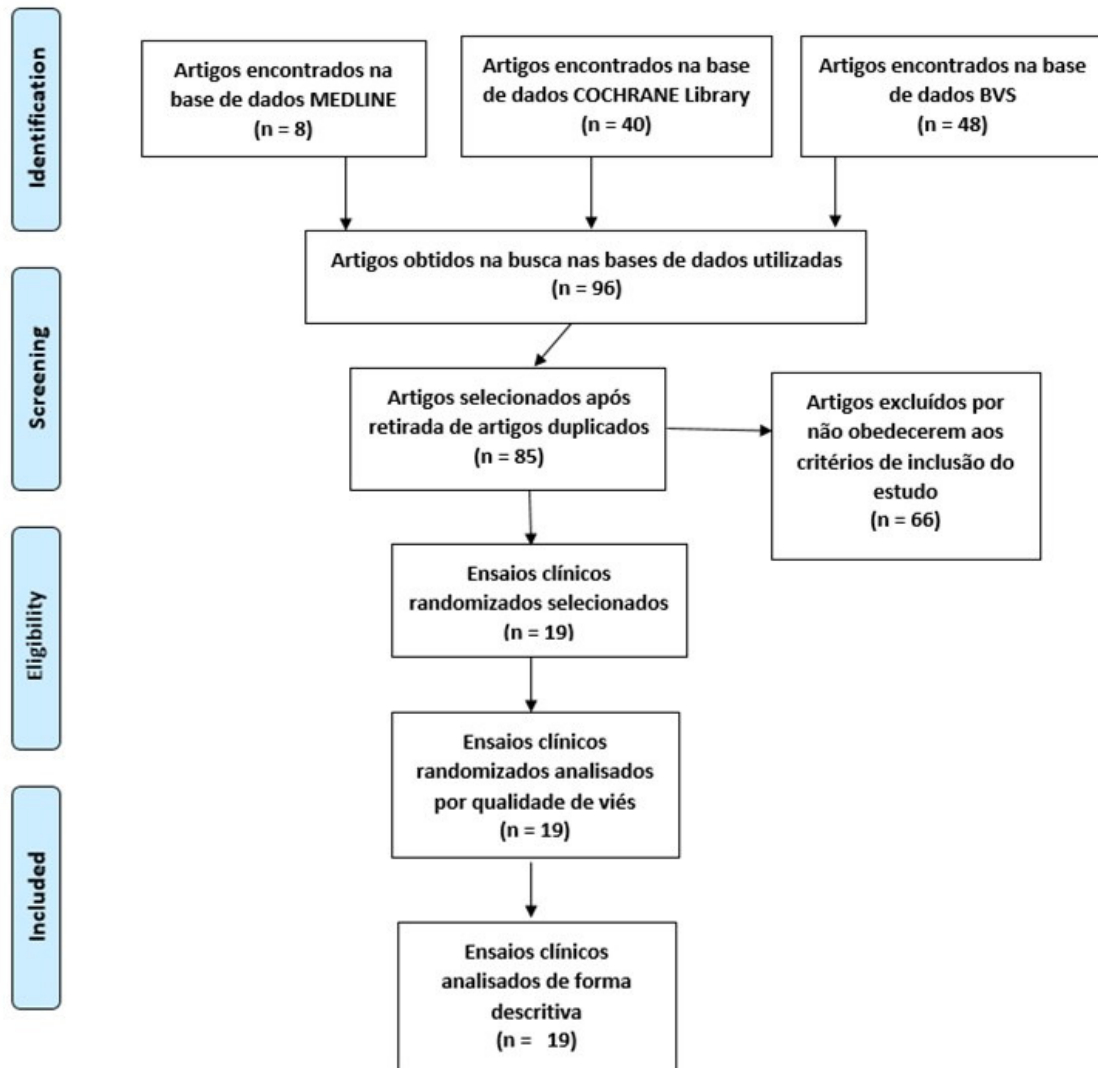 Identification
Artigos encontrados na
base de dados MEDLINE
(n = 8)
Artigos encontrados na base
de dados COCHRANE Library
(n = 40)
Artigos encontrados na base
de dados BVS
(n = 48)
Artigos obtidos na busca nas bases de dados utilizadas
(n = 96)
Screening
Artigos selecionados após
retirada de artigos duplicados
(n = 85)
Artigos excluídos por
não obedecerem aos
critérios de inclusão do
estudo
(n = 66)
Eligibility
Ensaios clínicos
randomizados selecionados
(n = 19)
Ensaios clínicos
randomizados analisados
por qualidade de viés
(n = 19)
Included
Ensaios clínicos
analisados de forma
descritiva
(n = 19)